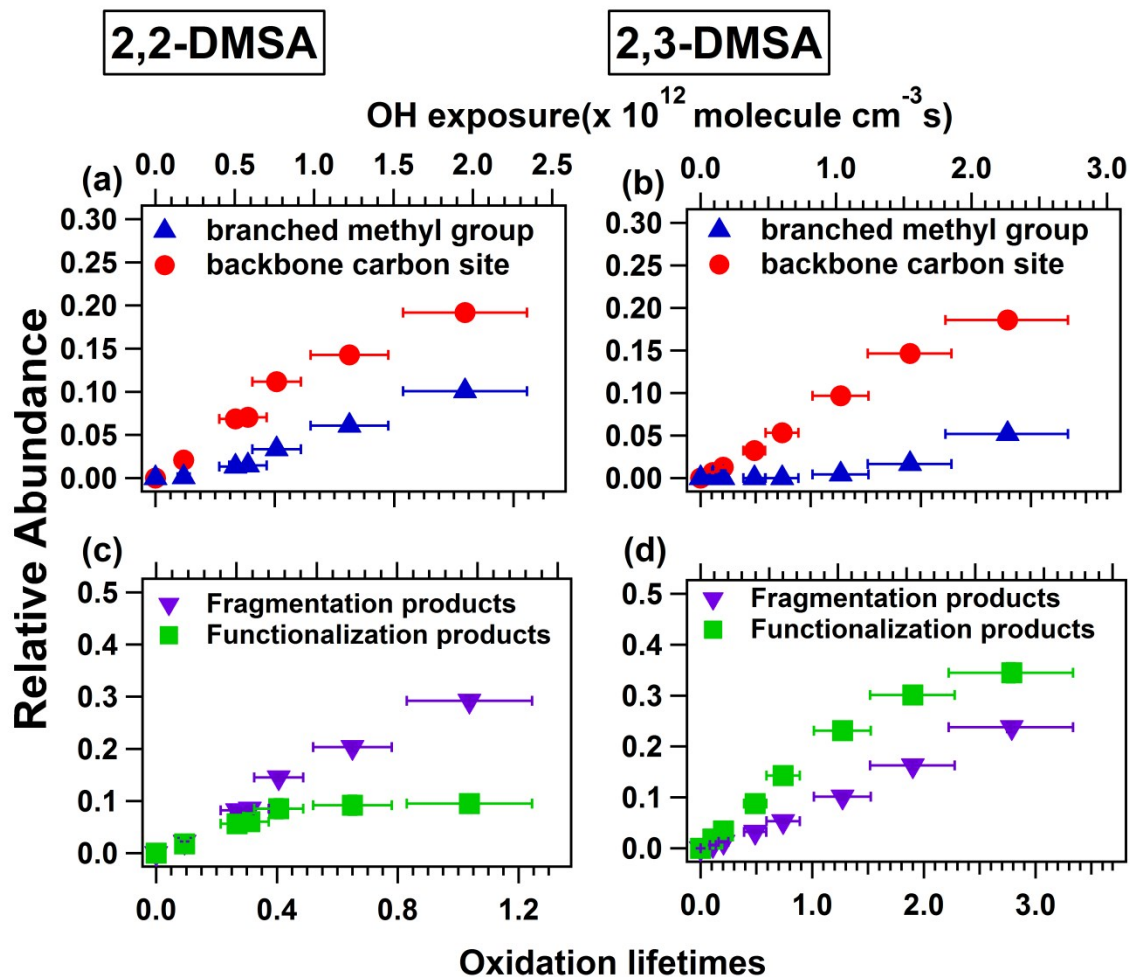 2,2-DMSA 2,3-DMSA
OH exposure(x 10^12 molecule cm^-3s)
0.0 0.5 1.0 1.5 2.0 2.5
0.0 1.0 2.0 3.0
(a)
(b)
0.30
0.25
0.20
0.15
0.10
0.05
0.00
branched methyl group
backbone carbon site
0.30
0.25
0.20
0.15
0.10
0.05
0.00
branched methyl group
backbone carbon site
Relative Abundance
(c)
(d)
0.5
0.4
0.3
0.2
0.1
0.0
Fragmentation products
Functionalization products
0.5
0.4
0.3
0.2
0.1
0.0
Fragmentation products
Functionalization products
0.0 0.4 0.8 1.2
0.0 1.0 2.0 3.0
Oxidation lifetimes